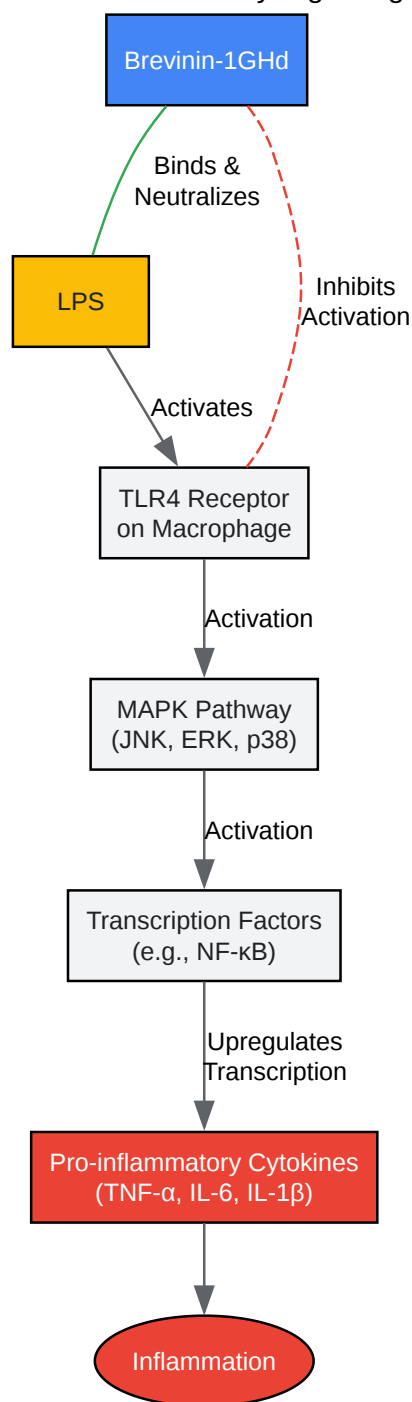 Brevinin-1GHd
Binds &
Neutralizes
LPS
Inhibits
Activation
Activates
TLR4 Receptor
on Macrophage
Activation
MAPK Pathway
(JNK, ERK, p38)
Activation
Transcription Factors
(e.g., NF-κB)
Upregulates
Transcription
Pro-inflammatory Cytokines
(TNF-α, IL-6, IL-1β)
Inflammation